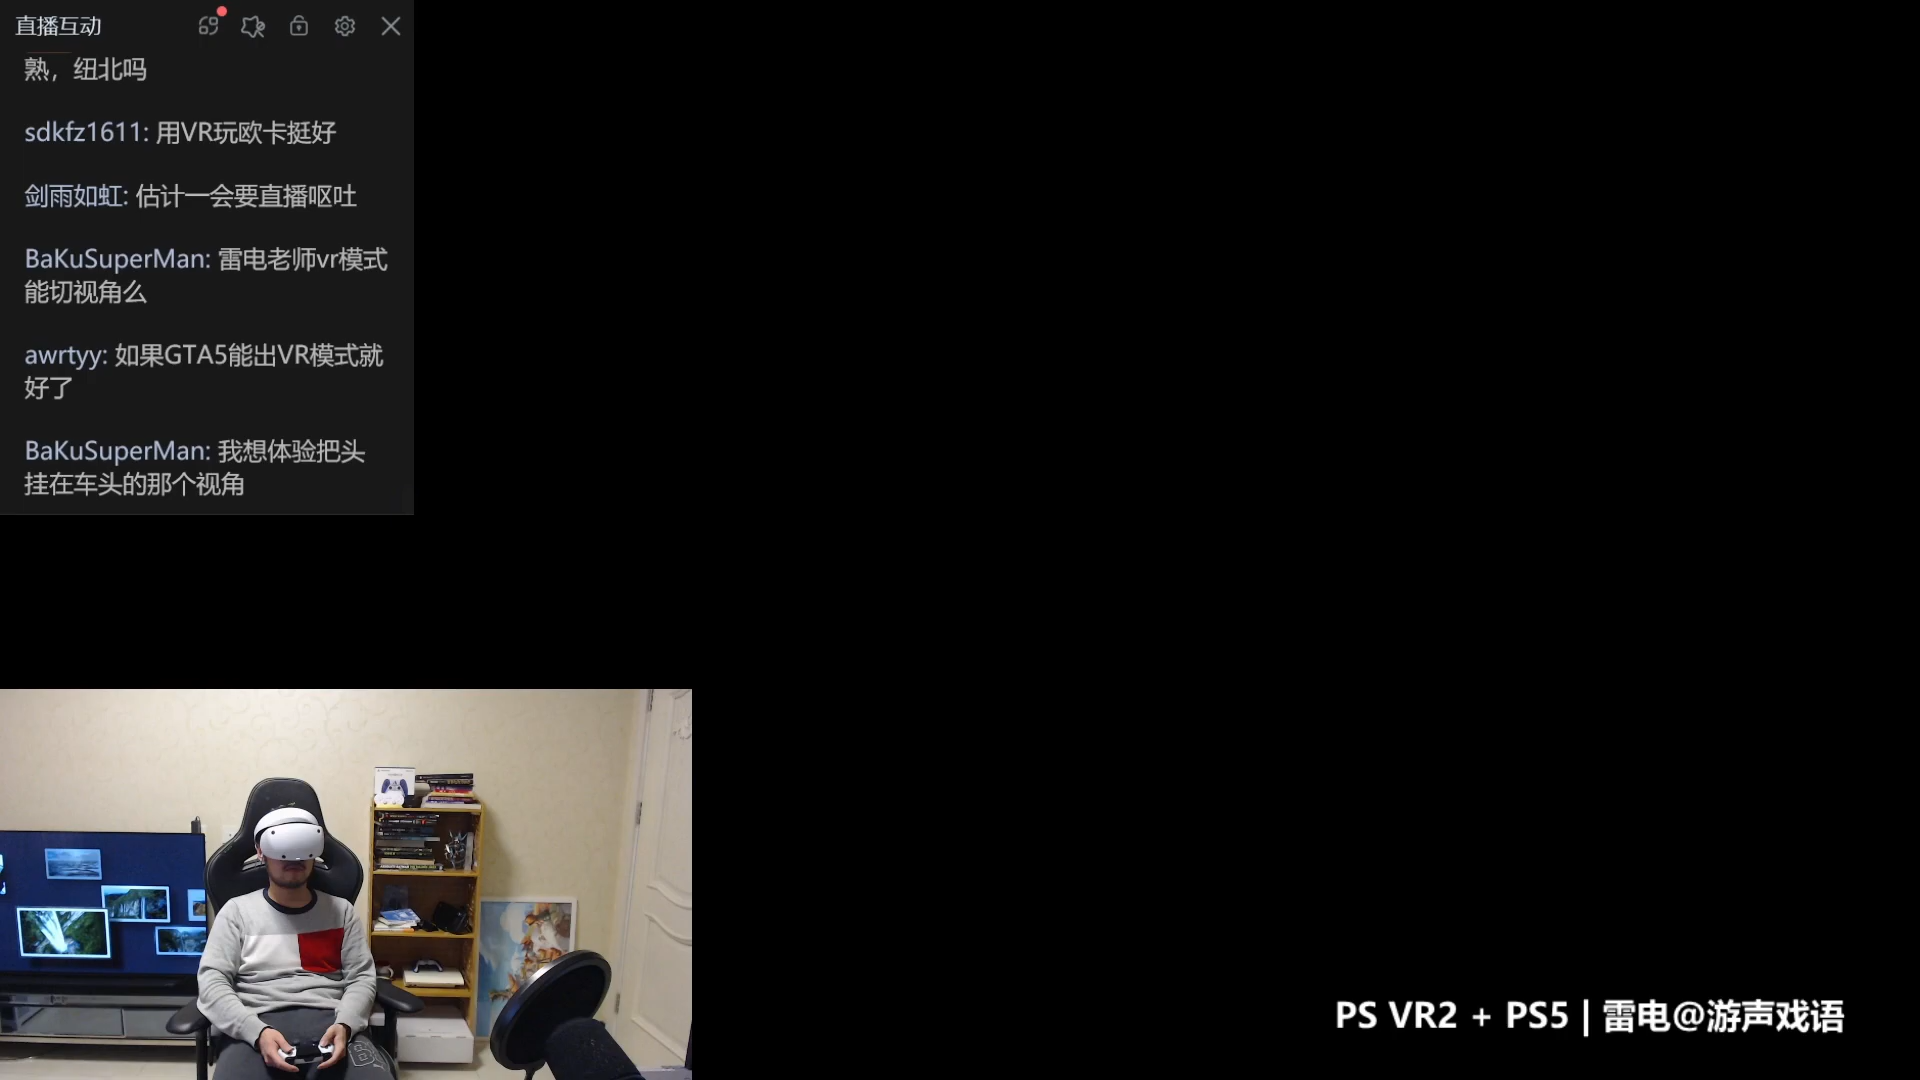 直播互动
熟，纽北吗
sdkfz1611: 用VR玩欧卡挺好
剑雨如虹: 估计一会要直播呕吐
BaKuSuperMan: 雷电老师vr模式
能切视角么
awrtyy: 如果GTA5能出VR模式就
好了
BaKuSuperMan: 我想体验把头
挂在车头的那个视角
PS VR2 + PS5 | 雷电@游声戏语